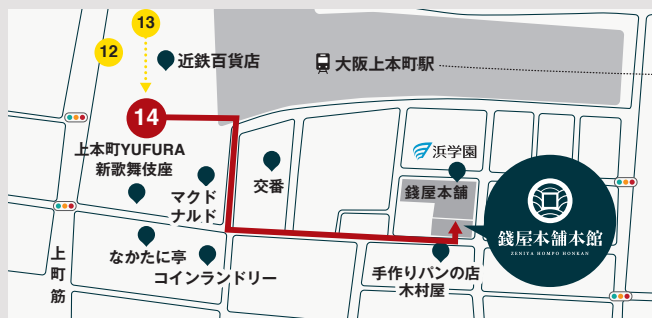 13
12
近鉄百貨店
大阪上本町駅
14
上本町YUFURA
新歌舞伎座
マクド
ナルド
交番
浜学園
錢屋本舗
錢屋本舗本館
ZENIYA HOMPO HONKAN
なかたに亭
コインランドリー
手作りパンの店
木村屋
上町筋